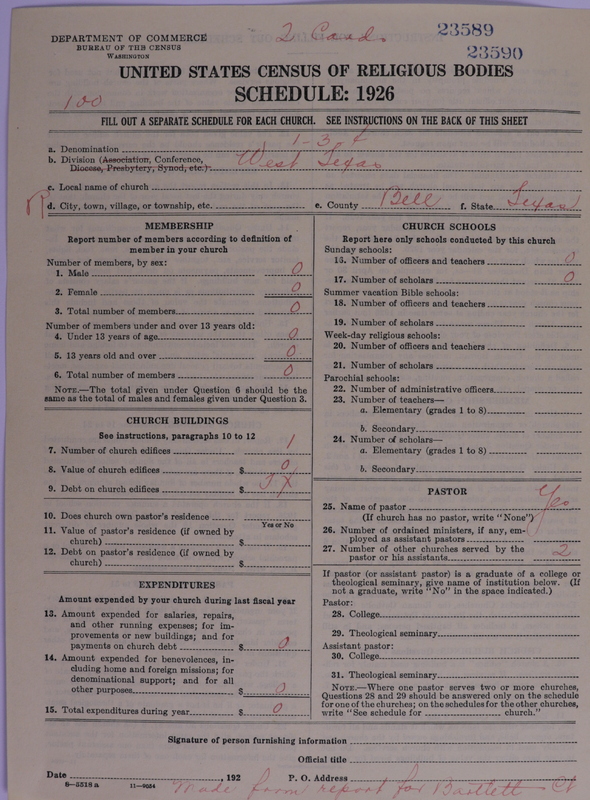 2 Cards
23589
23590
DEPARTMENT OF COMMERCE
BUREAU OF THE CENSUS
WASHINGTON
UNITED STATES CENSUS OF RELIGIOUS BODIES
SCHEDULE: 1926
100
FILL OUT A SEPARATE SCHEDULE FOR EACH CHURCH. SEE INSTRUCTIONS ON THE BACK OF THIS SHEET
a. Denomination 1-3
b. Division (Association, Conference, Diocese, Presbytery, Synod, etc.): West Texas
c. Local name of church
d. City, town, village, or township, etc. e. County Bell f. State Texas
MEMBERSHIP
Report number of members according to definition of
member in your church
Number of members, by sex:
1. Male 0
2. Female 0
3. Total number of members 0
Number of members under and over 13 years old:
4. Under 13 years of age 0
5. 13 years old and over 0
6. Total number of members 0
NOTE.—The total given under Question 6 should be the
same as the total of males and females given under Question 3.
CHURCH BUILDINGS
See instructions, paragraphs 10 to 12
7. Number of church edifices 1
8. Value of church edifices $ 0
9. Debt on church edifices $
10. Does church own pastor's residence
Yes or No
11. Value of pastor's residence (if owned by
church) $
12. Debt on pastor's residence (if owned by
church) $
EXPENDITURES
Amount expended by your church during last fiscal year
13. Amount expended for salaries, repairs,
and other running expenses; for im-
provements or new buildings; and for
payments on church debt $ 0
14. Amount expended for benevolences, in-
cluding home and foreign missions; for
denominational support; and for all
other purposes $ 0
15. Total expenditures during year $ 0
CHURCH SCHOOLS
Report here only schools conducted by this church
Sunday schools:
16. Number of officers and teachers 0
17. Number of scholars 0
Summer vacation Bible schools:
18. Number of officers and teachers
19. Number of scholars
Week-day religious schools:
20. Number of officers and teachers
21. Number of scholars
Parochial schools:
22. Number of administrative officers
23. Number of teachers—
a. Elementary (grades 1 to 8)
b. Secondary
24. Number of scholars—
a. Elementary (grades 1 to 8)
b. Secondary
PASTOR
25. Name of pastor Yes
(If church has no pastor, write "None")
26. Number of ordained ministers, if any, em-
ployed as assistant pastors
27. Number of other churches served by the
pastor or his assistants 2
If pastor (or assistant pastor) is a graduate of a college or
theological seminary, give name of institution below. (If
not a graduate, write "No" in the space indicated.)
Pastor:
28. College
29. Theological seminary
Assistant pastor:
30. College
31. Theological seminary
NOTE.—Where one pastor serves two or more churches,
Questions 28 and 29 should be answered only on the schedule
for one of the churches; on the schedules for the other churches,
write "See schedule for church."
Signature of person furnishing information
Official title
Date , 192 P. O. Address
8-5518 a 11-9054
Made from report for Bartlett Ct